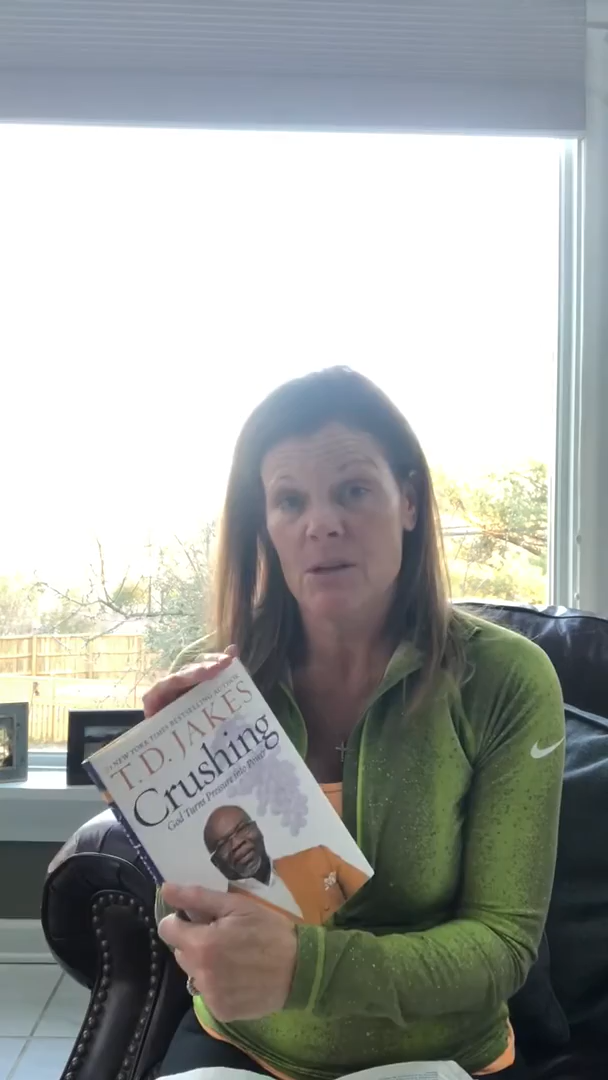 #1 NEW YORK TIMES BESTSELLING AUTHOR
T.D. JAKES
Crushing
God Turns Pressure into Power